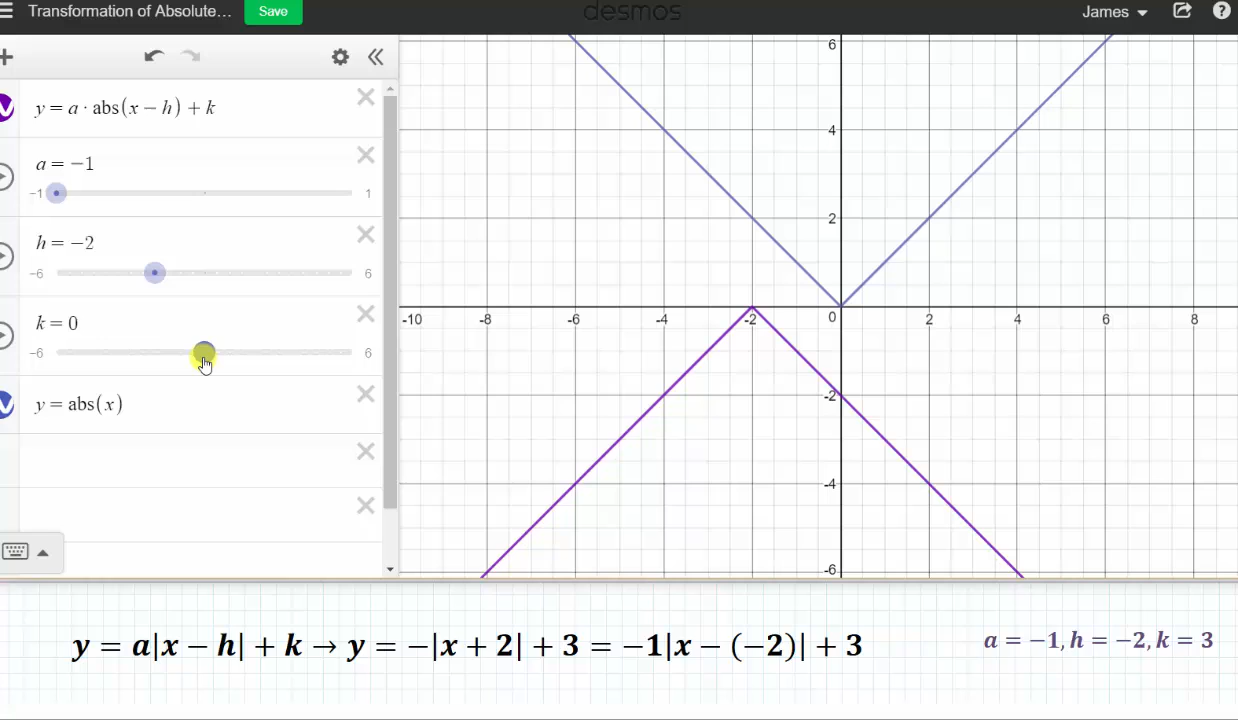 Transformation of Absolute...
Save
desmos
James
?
y = a · abs(x − h) + k
a = −1
−1
1
h = −2
−6
6
k = 0
−6
6
y = abs(x)
6
4
2
-10 -8 -6 -4 -2 0 2 4 6 8
-2
-4
-6
y = a|x − h| + k → y = −|x + 2| + 3 = −1|x − (−2)| + 3
a = −1, h = −2, k = 3